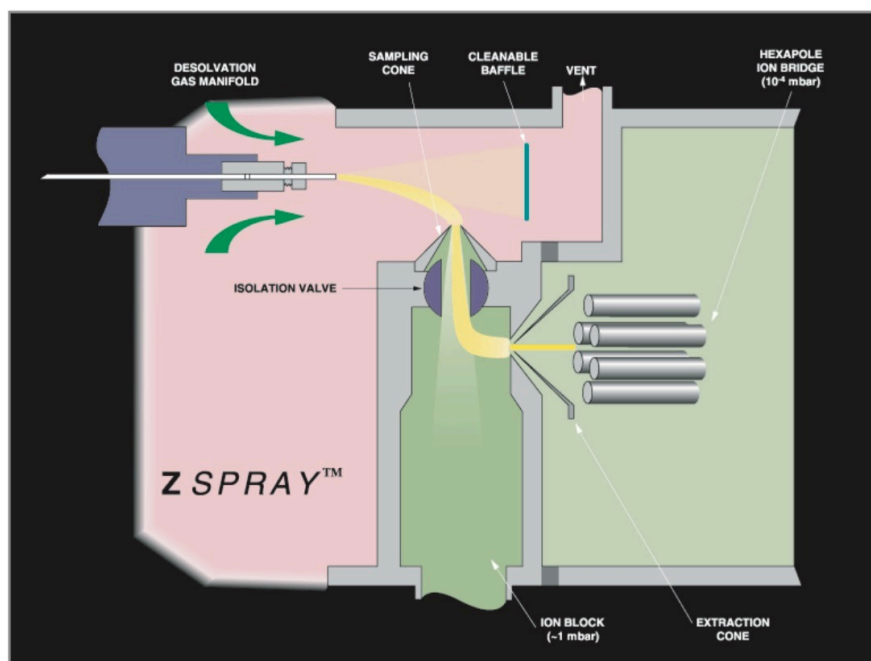 DESOLVATION
GAS MANIFOLD
SAMPLING
CONE
CLEANABLE
BAFFLE
VENT
HEXAPOLE
ION BRIDGE
(10⁻⁴ mbar)
ISOLATION VALVE
Z SPRAY™
ION BLOCK
(~1 mbar)
EXTRACTION
CONE